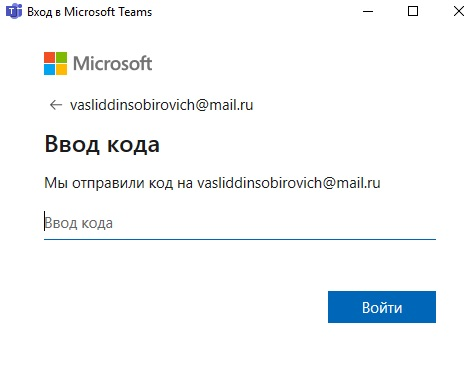 Вход в Microsoft Teams
Microsoft
← vasliddinsobirovich@mail.ru
Ввод кода
Мы отправили код на vasliddinsobirovich@mail.ru
Ввод кода
Войти